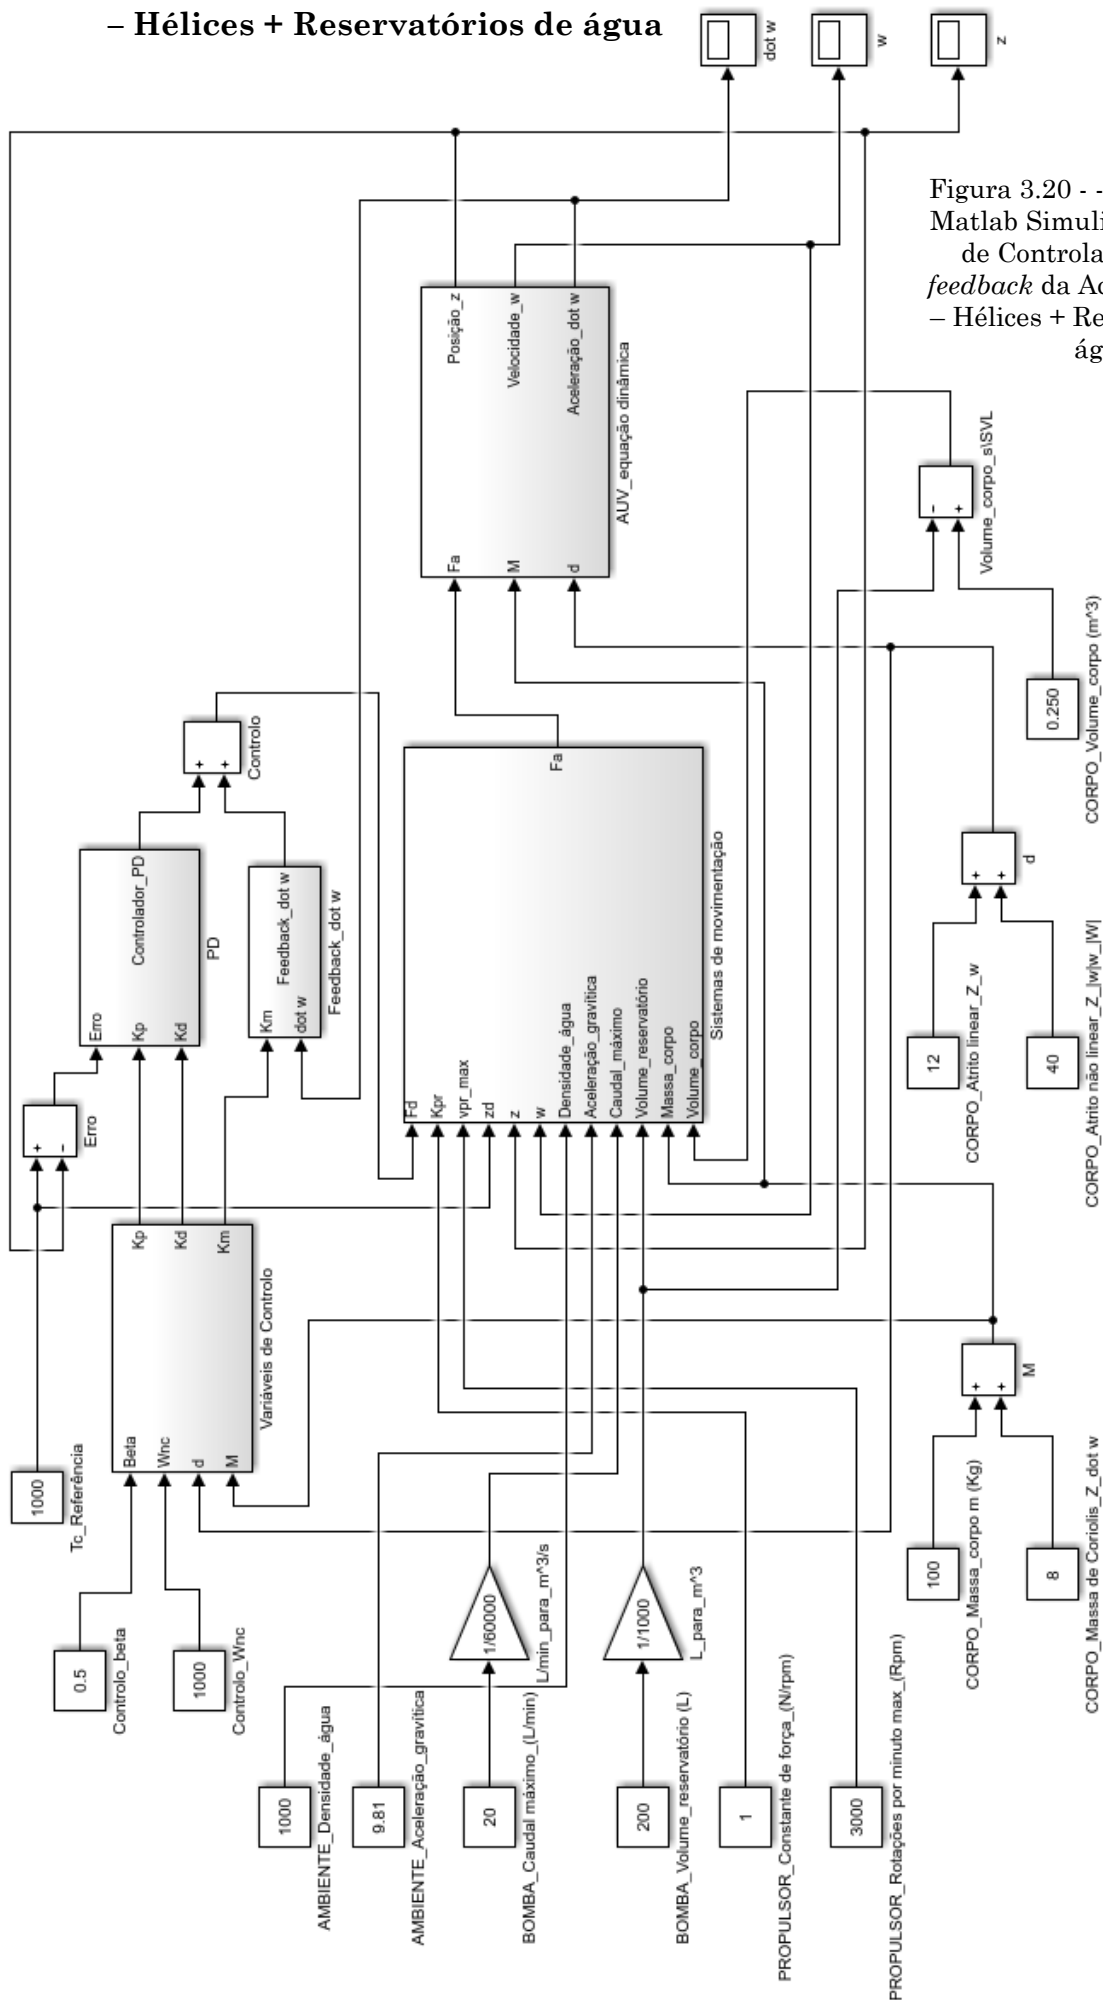 – Hélices + Reservatórios de água
dot w
w
z
Figura 3.20 - -
Matlab Simuli
de Controla
feedback da Ac
– Hélices + Re
ág
1000
Tc_Referência
0.5
Controlo_beta
1000
Controlo_Wnc
Beta
Wnc
d
M
Kp
Kd
Km
Variáveis de Controlo
+
−
Erro
Erro
Kp
Kd
Controlador_PD
PD
Km
dot w
Feedback_dot w
Feedback_dot w
+
+
Controlo
1000
AMBIENTE_Densidade_água
9.81
AMBIENTE_Aceleração_gravítica
20
BOMBA_Caudal máximo_(L/min)
1/60000
L/min_para_m^3/s
200
BOMBA_Volume_reservatório (L)
1/1000
L_para_m^3
1
PROPULSOR_Constante de força_(N/rpm)
3000
PROPULSOR_Rotações por minuto max_(Rpm)
Fd
Kpr
vpr_max
zd
z
w
Densidade_água
Aceleração_gravítica
Caudal_máximo
Volume_reservatório
Massa_corpo
Volume_corpo
Fa
Sistemas de movimentação
Fa
M
d
Posição_z
Velocidade_w
Aceleração_dot w
AUV_equação dinâmica
100
CORPO_Massa_corpo m (Kg)
8
CORPO_Massa de Coriolis_Z_dot w
+
+
M
12
CORPO_Atrito linear_Z_w
40
CORPO_Atrito não linear_Z_|w|w_|W|
+
+
d
0.250
CORPO_Volume_corpo (m^3)
−
+
Volume_corpo_s\SVL